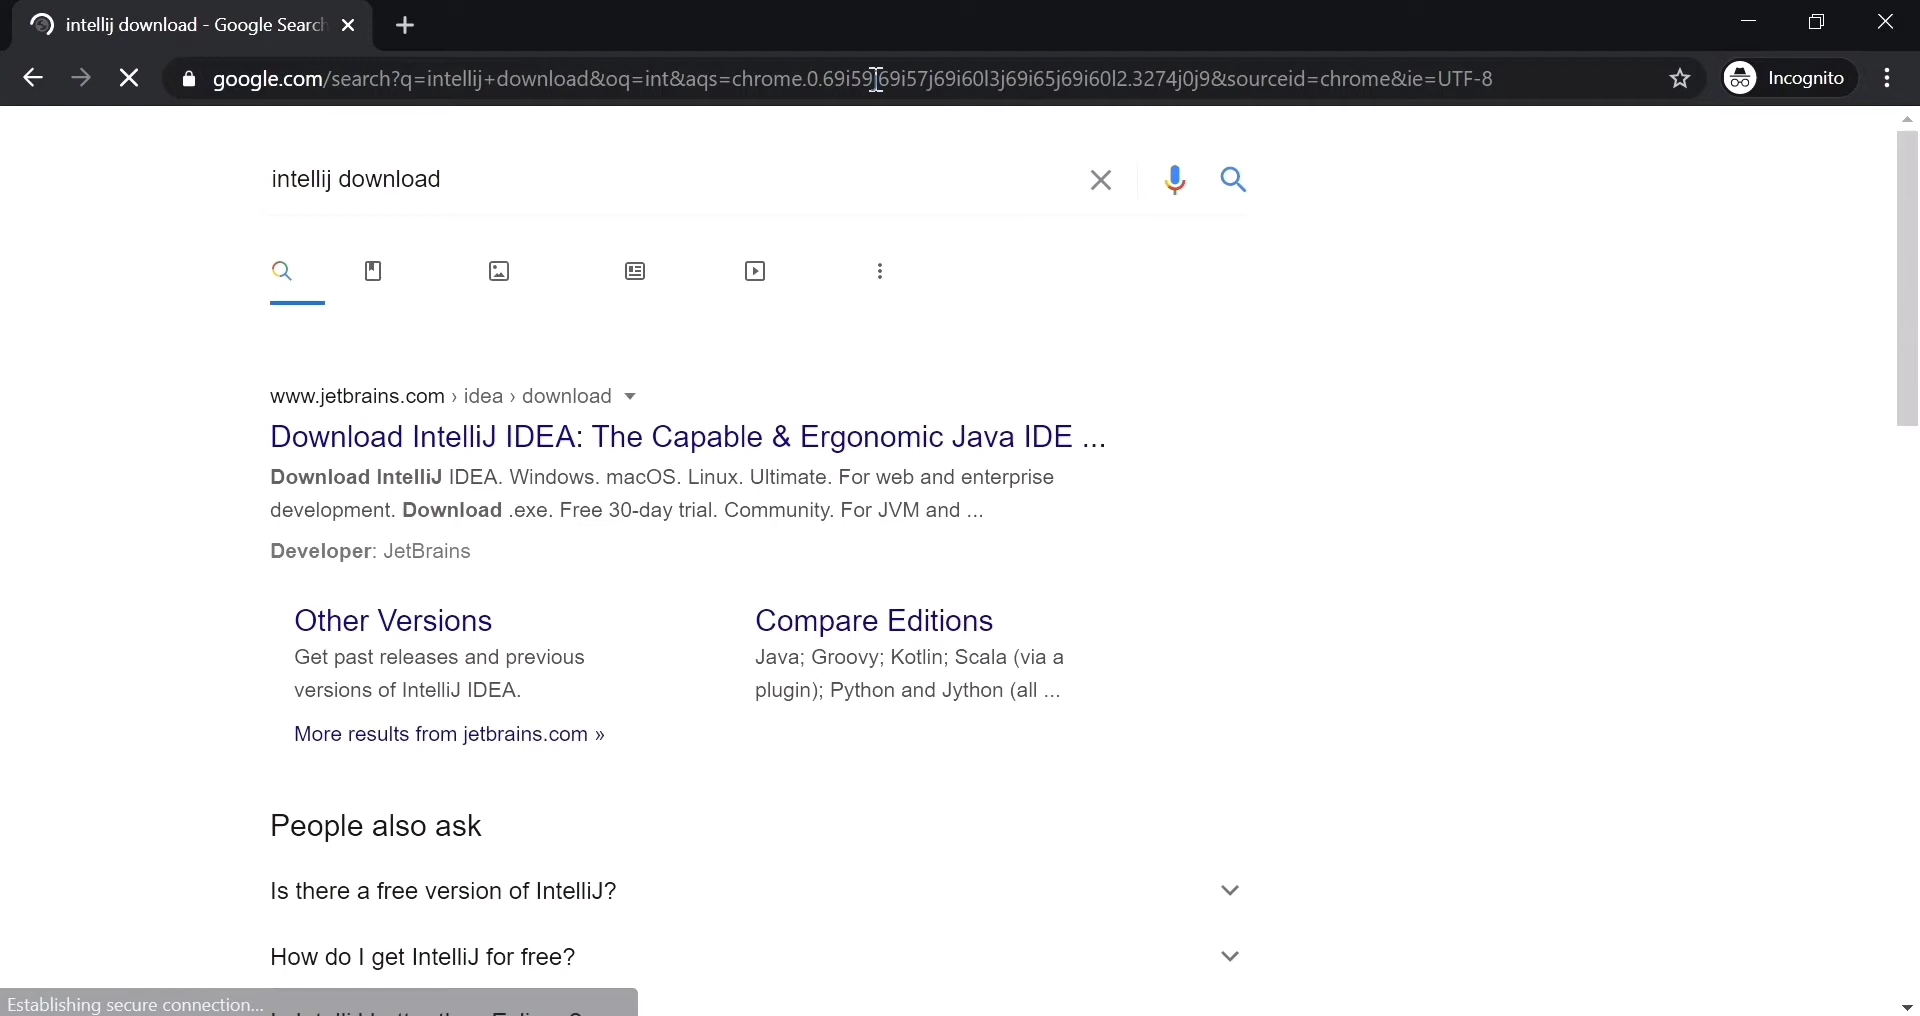 intellij download - Google Search
google.com/search?q=intellij+download&oq=int&aqs=chrome.0.69i59j69i57j69i60l3j69i65j69i60l2.3274j0j9&sourceid=chrome&ie=UTF-8
Incognito
intellij download
www.jetbrains.com › idea › download
Download IntelliJ IDEA: The Capable & Ergonomic Java IDE ...
Download IntelliJ IDEA. Windows. macOS. Linux. Ultimate. For web and enterprise
development. Download .exe. Free 30-day trial. Community. For JVM and ...
Developer: JetBrains
Other Versions
Get past releases and previous
versions of IntelliJ IDEA.
Compare Editions
Java; Groovy; Kotlin; Scala (via a
plugin); Python and Jython (all ...
More results from jetbrains.com »
People also ask
Is there a free version of IntelliJ?
How do I get IntelliJ for free?
Establishing secure connection...